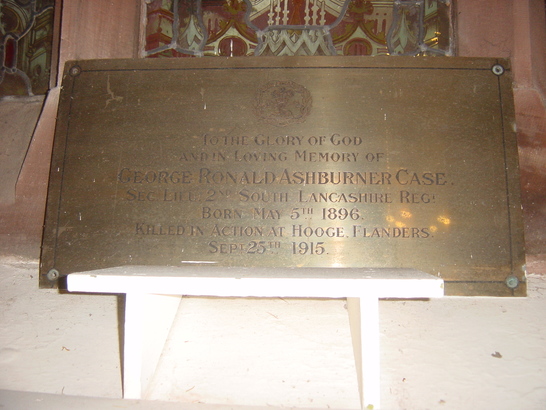 To the Glory of God
and in Loving Memory of
George Ronald Ashburner Case.
Sec: Lieu: 2nd South Lancashire Regt
Born May 5th 1896.
Killed in Action at Hooge, Flanders.
Sept 25th 1915.